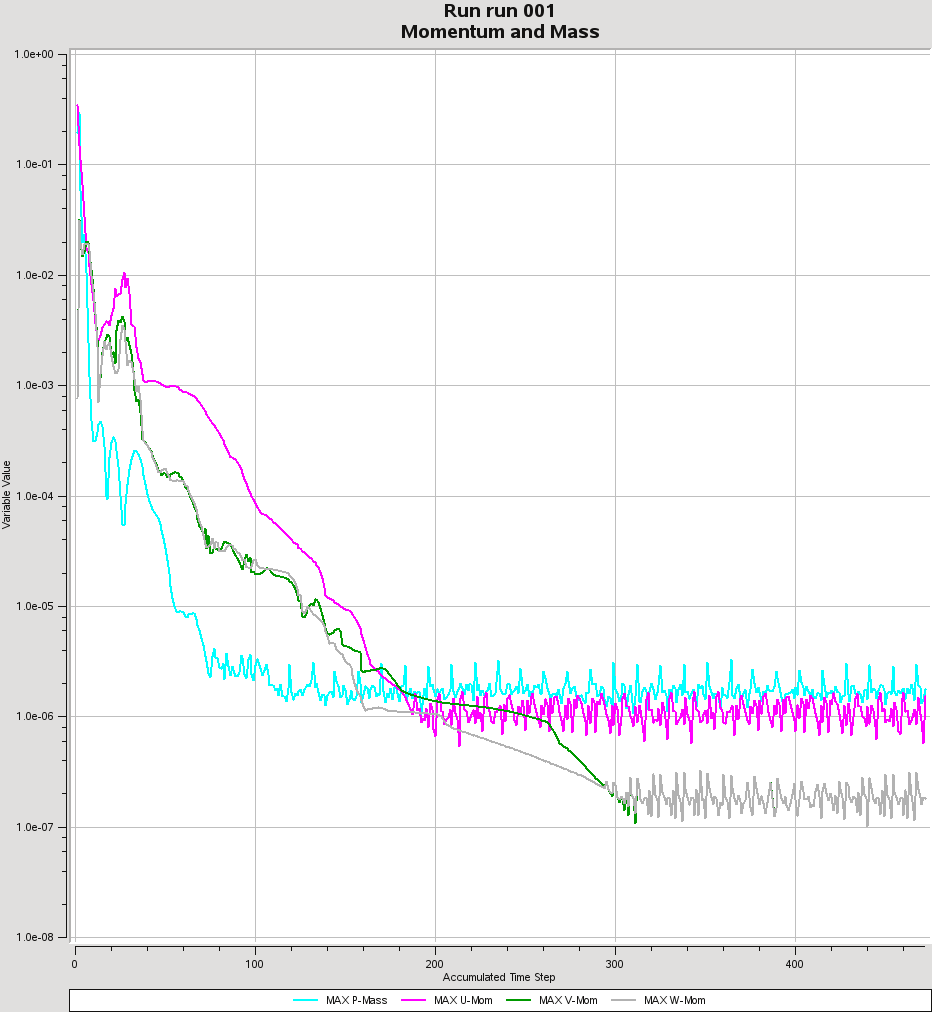 Run run 001
Momentum and Mass
1.0e+00
1.0e-01
1.0e-02
1.0e-03
1.0e-04
1.0e-05
1.0e-06
1.0e-07
1.0e-08
Variable Value
0 100 200 300 400
Accumulated Time Step
MAX P-Mass MAX U-Mom MAX V-Mom MAX W-Mom